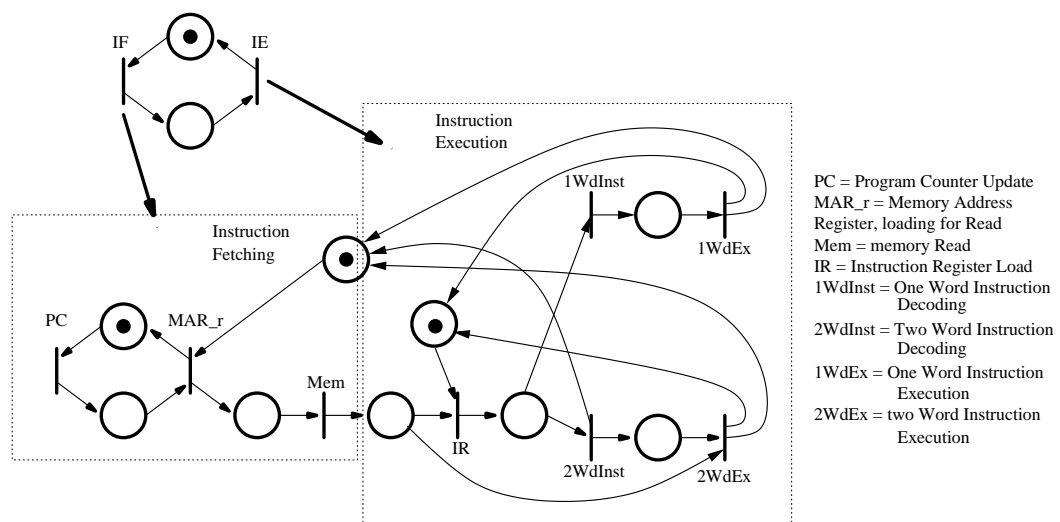 IF
IE
Instruction
Execution
1WdInst
1WdEx
Instruction
Fetching
PC
MAR_r
Mem
IR
2WdInst
2WdEx
PC = Program Counter Update
MAR_r = Memory Address
Register, loading for Read
Mem = memory Read
IR = Instruction Register Load
1WdInst = One Word Instruction
Decoding
2WdInst = Two Word Instruction
Decoding
1WdEx = One Word Instruction
Execution
2WdEx = two Word Instruction
Execution